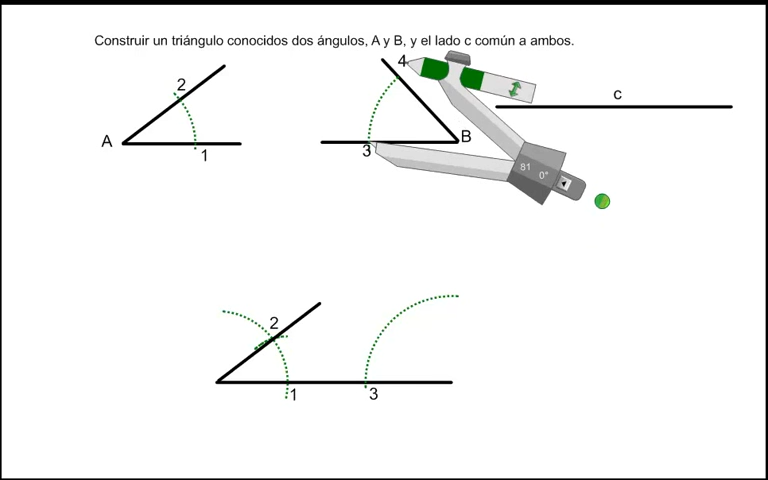 Construir un triángulo conocidos dos ángulos, A y B, y el lado c común a ambos.
4
2
c
A
B
3
1
81
0°
2
1
3